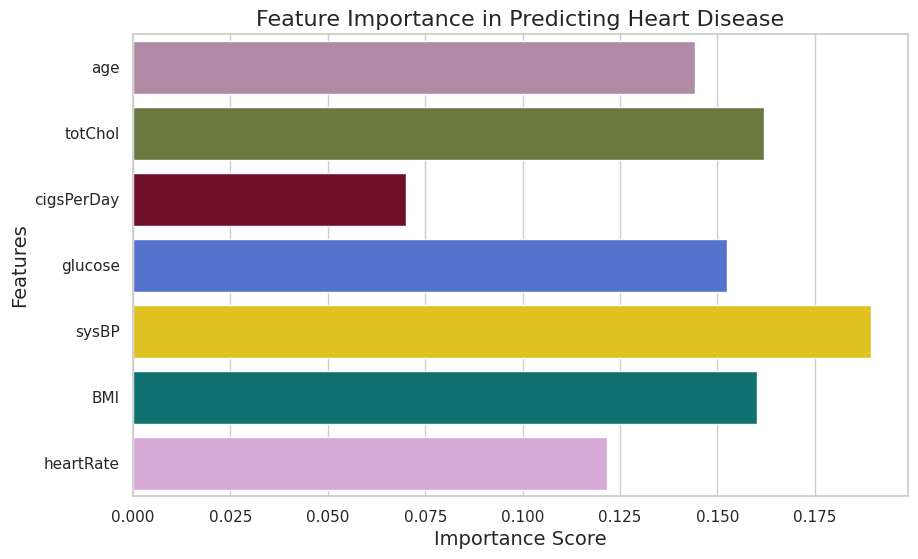 Feature Importance in Predicting Heart Disease
age
totChol
cigsPerDay
glucose
sysBP
BMI
heartRate
Features
0.000 0.025 0.050 0.075 0.100 0.125 0.150 0.175
Importance Score